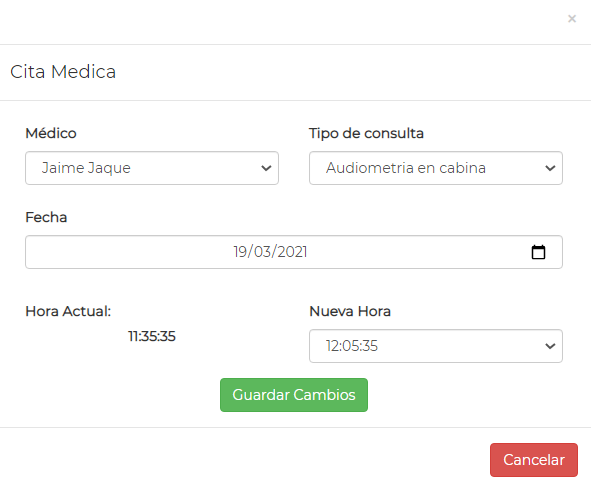 ×
Cita Medica
Médico
Tipo de consulta
Jaime Jaque
Audiometria en cabina
Fecha
19/03/2021
Hora Actual:
Nueva Hora
11:35:35
12:05:35
Guardar Cambios
Cancelar